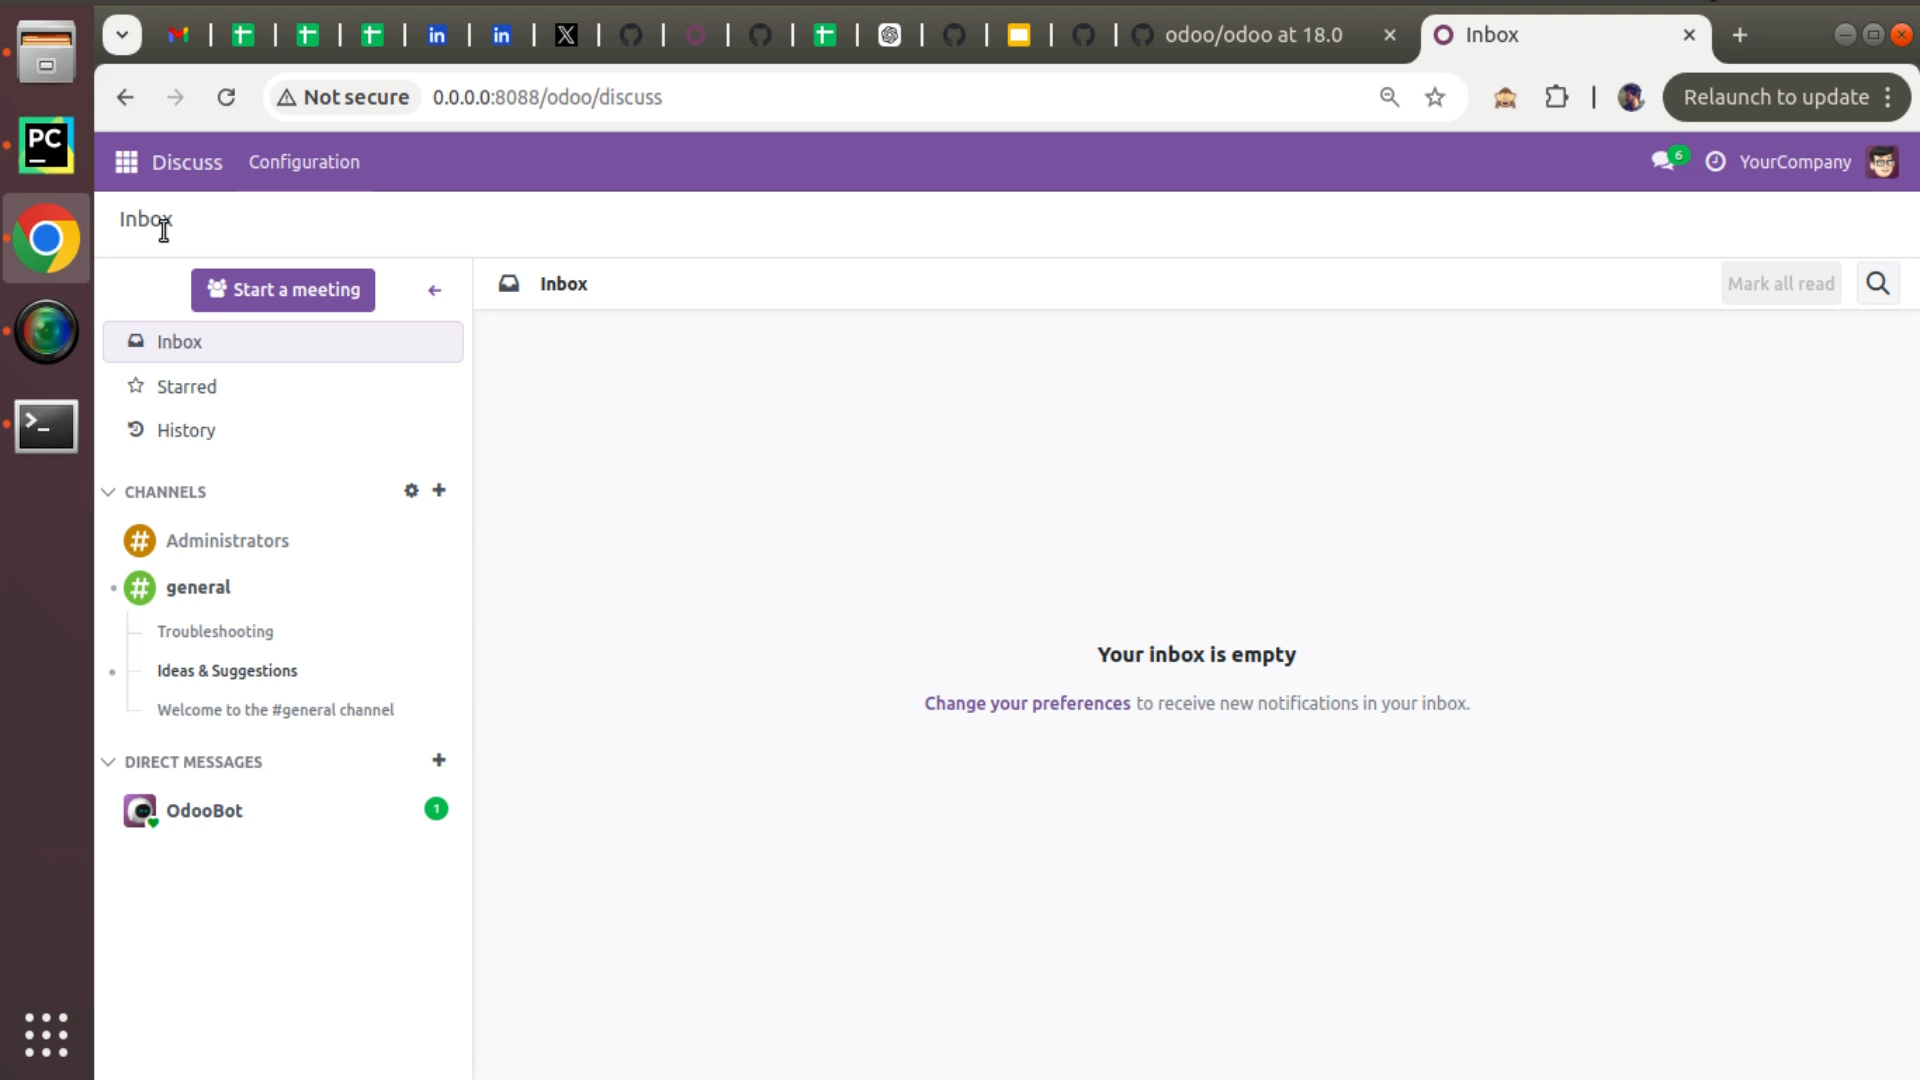 odoo/odoo at 18.0
Inbox
Not secure
0.0.0.0:8088/odoo/discuss
Relaunch to update
PC
Discuss
Configuration
6
YourCompany
Inbox
Start a meeting
Inbox
Mark all read
Inbox
Starred
History
CHANNELS
Administrators
general
Troubleshooting
Ideas & Suggestions
Welcome to the #general channel
Your inbox is empty
Change your preferences to receive new notifications in your inbox.
DIRECT MESSAGES
OdooBot
1